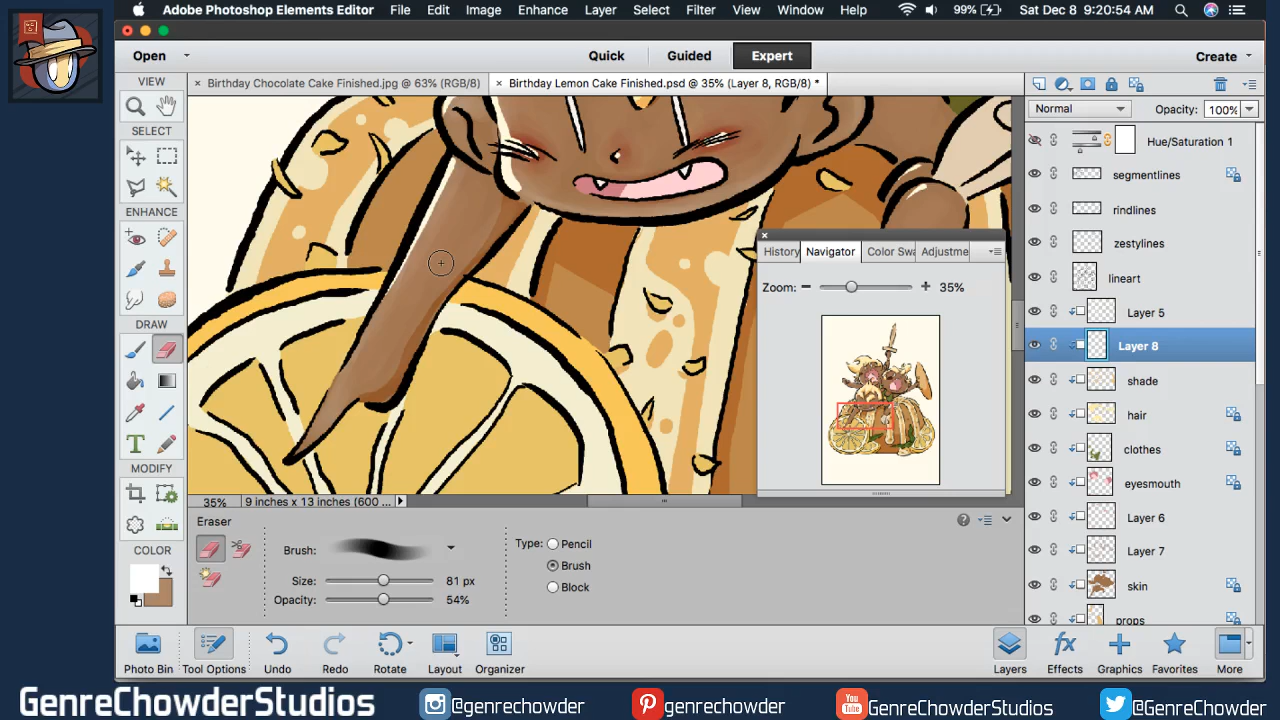 Adobe Photoshop Elements Editor File Edit Image Enhance Layer Select Filter View Window Help 99% Sat Dec 8 9:20:54 AM
Open Quick Guided Expert Create
VIEW × Birthday Chocolate Cake Finished.jpg @ 63% (RGB/8) × Birthday Lemon Cake Finished.psd @ 35% (Layer 8, RGB/8) *
Normal Opacity: 100%
SELECT
Hue/Saturation 1
segmentlines
ENHANCE
rindlines
zestylines
History Navigator Color Swa Adjustme
lineart
Zoom: 35%
Layer 5
DRAW
Layer 8
shade
hair
T
clothes
MODIFY
eyesmouth
35% 9 inches x 13 inches (600 ...
Layer 6
Eraser
COLOR
Brush: Type: Pencil
Layer 7
Brush
Size: 81 px
Block
skin
Opacity: 54%
props
fx
Photo Bin Tool Options Undo Redo Rotate Layout Organizer Layers Effects Graphics Favorites More
GenreChowderStudios @genrechowder genrechowder GenreChowderStudios @GenreChowder